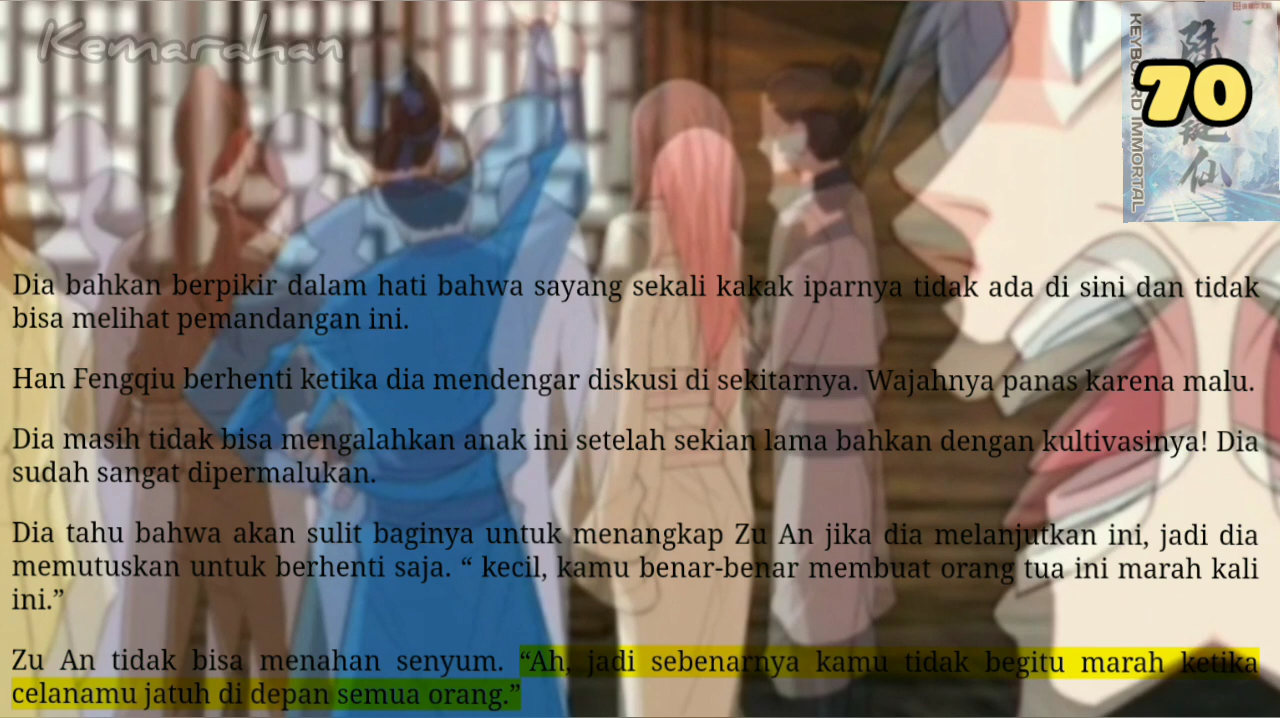 Kemarahan
70
KEYBOARD IMMORTAL
Dia bahkan berpikir dalam hati bahwa sayang sekali kakak iparnya tidak ada di sini dan tidak
bisa melihat pemandangan ini.
Han Fengqiu berhenti ketika dia mendengar diskusi di sekitarnya. Wajahnya panas karena malu.
Dia masih tidak bisa mengalahkan anak ini setelah sekian lama bahkan dengan kultivasinya! Dia
sudah sangat dipermalukan.
Dia tahu bahwa akan sulit baginya untuk menangkap Zu An jika dia melanjutkan ini, jadi dia
memutuskan untuk berhenti saja. “ kecil, kamu benar-benar membuat orang tua ini marah kali
ini.”
Zu An tidak bisa menahan senyum. “Ah, jadi sebenarnya kamu tidak begitu marah ketika
celanamu jatuh di depan semua orang.”